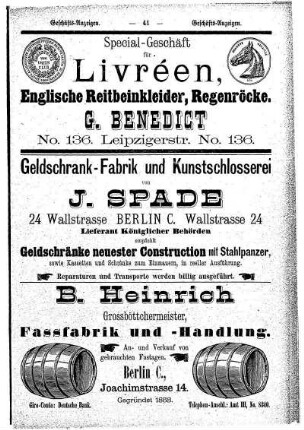 Geschäfts-Anzeigen. — 41 — Geschäfts-Anzeigen.
Special-Geschäft
für
Livréen,
Englische Reitbeinkleider, Regenröcke.
G. BENEDICT
No. 136. Leipzigerstr. No. 136.
Geldschrank-Fabrik und Kunstschlosserei
von
J. SPADE
24 Wallstrasse BERLIN C. Wallstrasse 24
Lieferant Königlicher Behörden
empfiehlt
Geldschränke neuester Construction mit Stahlpanzer,
sowie Kassetten und Schränke zum Einmauern, in reeller Ausführung.
Reparaturen und Transporte werden billig ausgeführt.
B. Heinrich
Grossböttchermeister,
Fassfabrik und -Handlung.
An- und Verkauf von
gebrauchten Fastagen.
Berlin C.,
Joachimstrasse 14.
Gegründet 1868.
Giro-Conto: Deutsche Bank.
Telephon-Anschl.: Amt III, No.